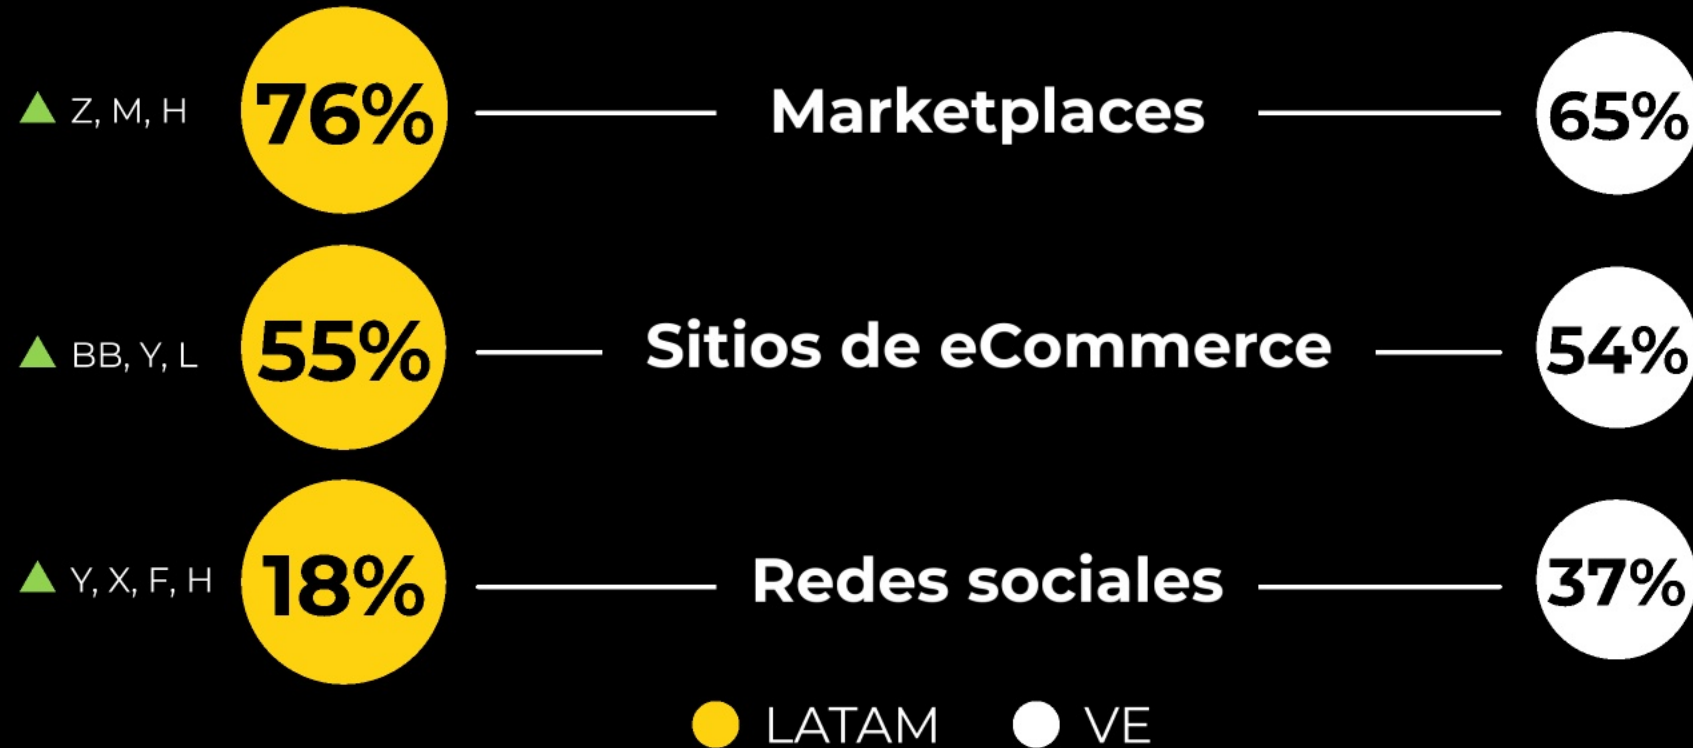 Z, M, H 76% Marketplaces 65%
BB, Y, L 55% Sitios de eCommerce 54%
Y, X, F, H 18% Redes sociales 37%
LATAM VE